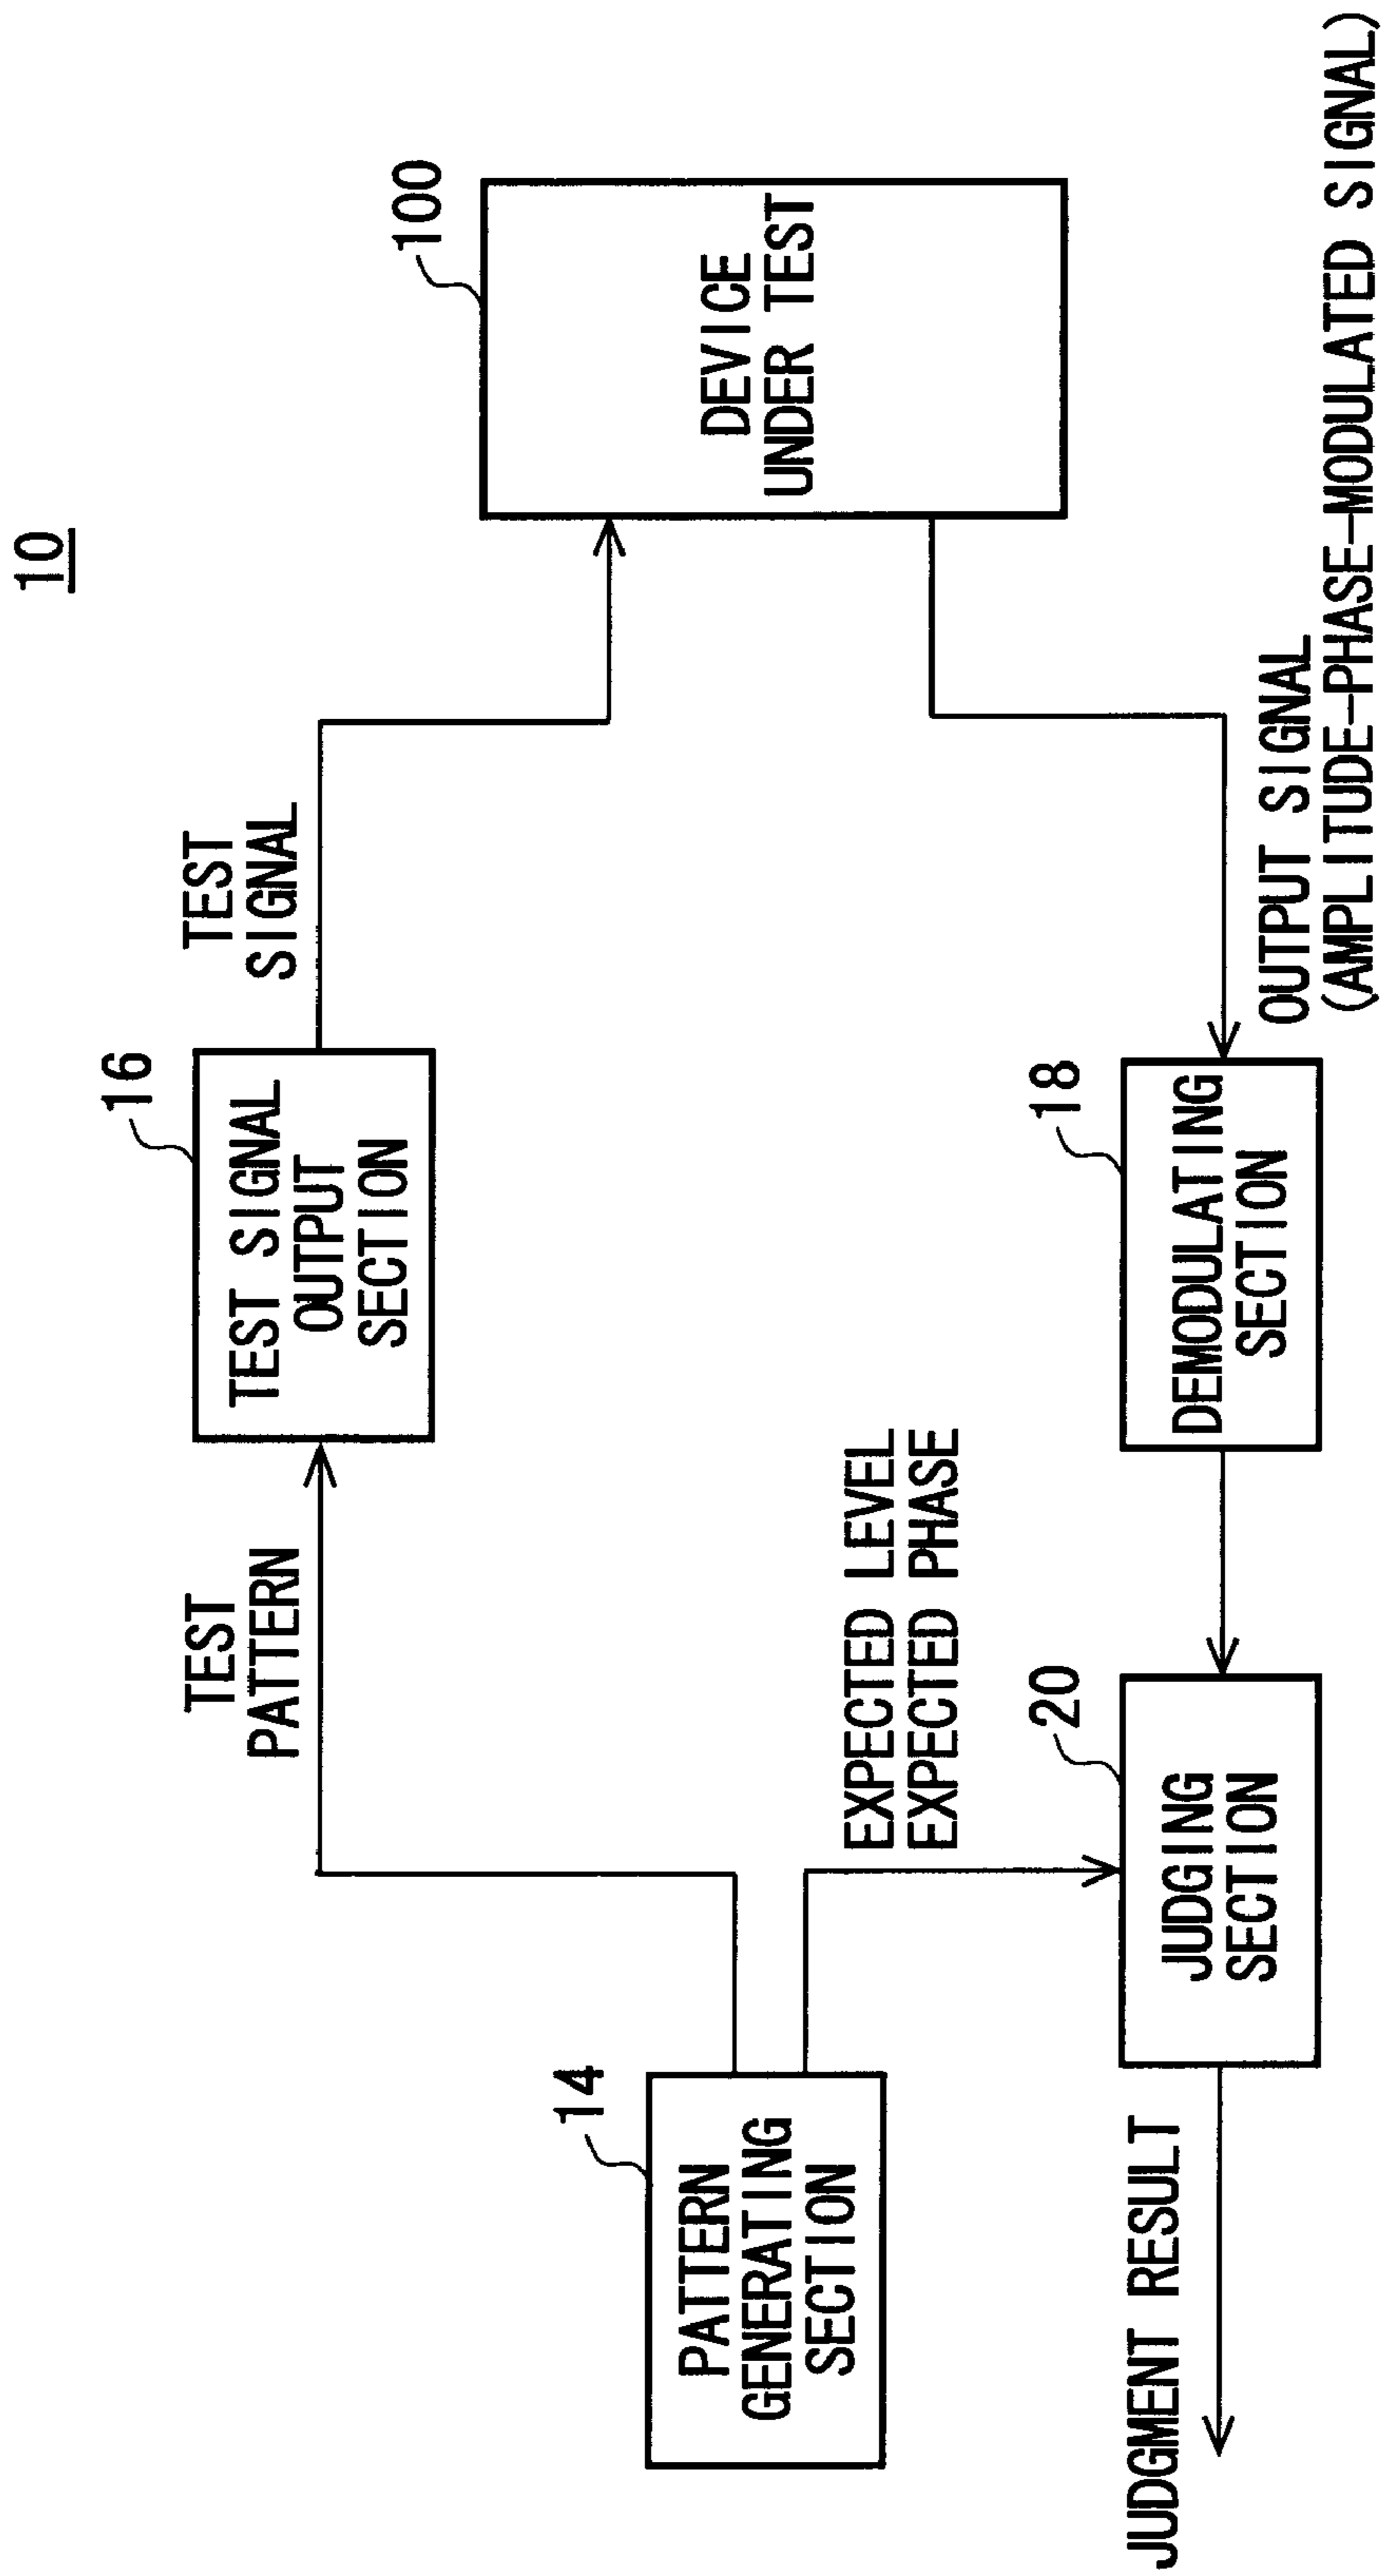 10
TEST
PATTERN
16
TEST SIGNAL
OUTPUT
SECTION
TEST
SIGNAL
100
DEVICE
UNDER TEST
14
PATTERN
GENERATING
SECTION
EXPECTED LEVEL
EXPECTED PHASE
JUDGMENT RESULT
20
JUDGING
SECTION
18
DEMODULATING
SECTION
OUTPUT SIGNAL
(AMPLITUDE-PHASE-MODULATED SIGNAL)